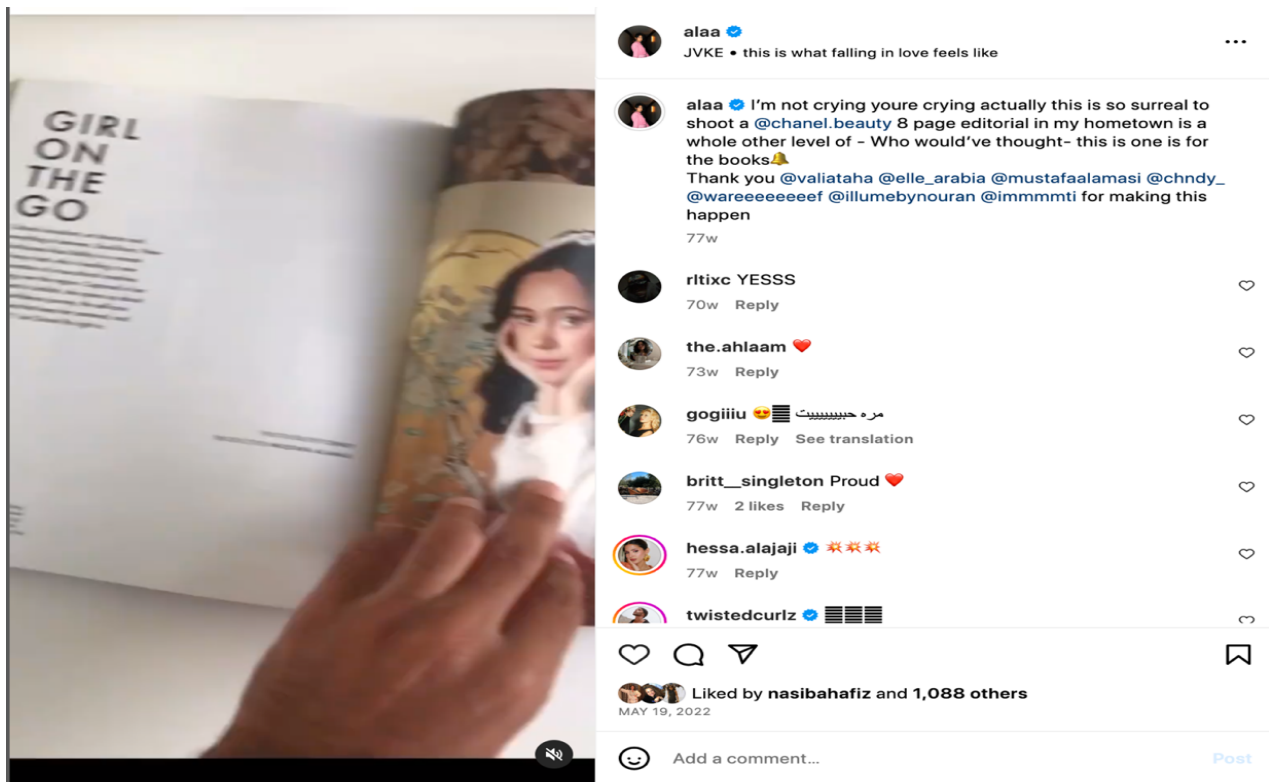 GIRL
ON
THE
GO
alaa
JVKE • this is what falling in love feels like
alaa I'm not crying youre crying actually this is so surreal to
shoot a @chanel.beauty 8 page editorial in my hometown is a
whole other level of - Who would've thought- this is one is for
the books🔔
Thank you @valiataha @elle_arabia @mustafaalamasi @chndy_
@wareeeeeeeef @illumebynouran @immmmti for making this
happen
77w
rltixc YESSS
70w Reply
the.ahlaam ❤️
73w Reply
gogiiiu مره حبيييييييت 😍
76w Reply See translation
britt__singleton Proud ❤️
77w 2 likes Reply
hessa.alajaji 💥💥💥
77w Reply
twistedcurlz
Liked by nasibahafiz and 1,088 others
MAY 19, 2022
Add a comment...
Post